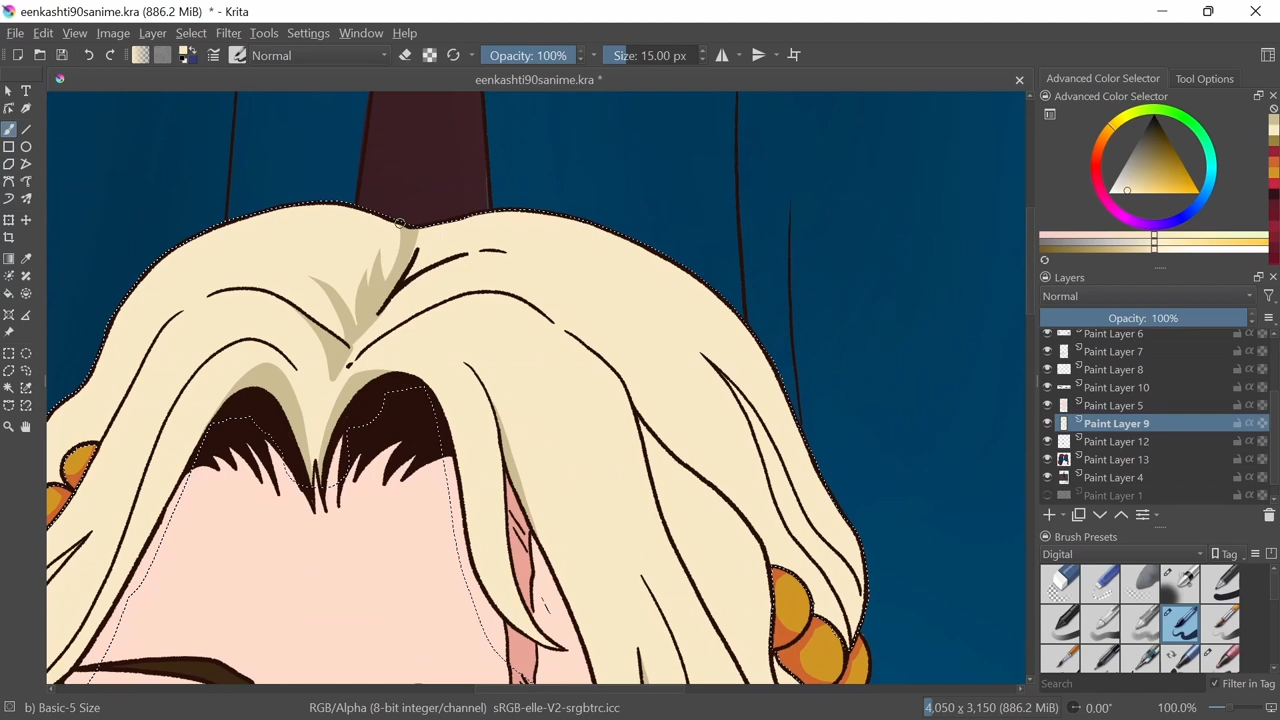 eenkashti90sanime.kra (886.2 MiB) * - Krita
File Edit View Image Layer Select Filter Tools Settings Window Help
Normal Opacity: 100% Size: 15.00 px
eenkashti90sanime.kra *
Advanced Color Selector Tool Options
Advanced Color Selector
Layers
Normal
Opacity: 100%
Paint Layer 6
Paint Layer 7
Paint Layer 8
Paint Layer 10
Paint Layer 5
Paint Layer 9
Paint Layer 12
Paint Layer 13
Paint Layer 4
Paint Layer 1
Brush Presets
Digital Tag
Search Filter in Tag
b) Basic-5 Size RGB/Alpha (8-bit integer/channel) sRGB-elle-V2-srgbtrc.icc 4,050 x 3,150 (886.2 MiB) 0.00° 100.0%